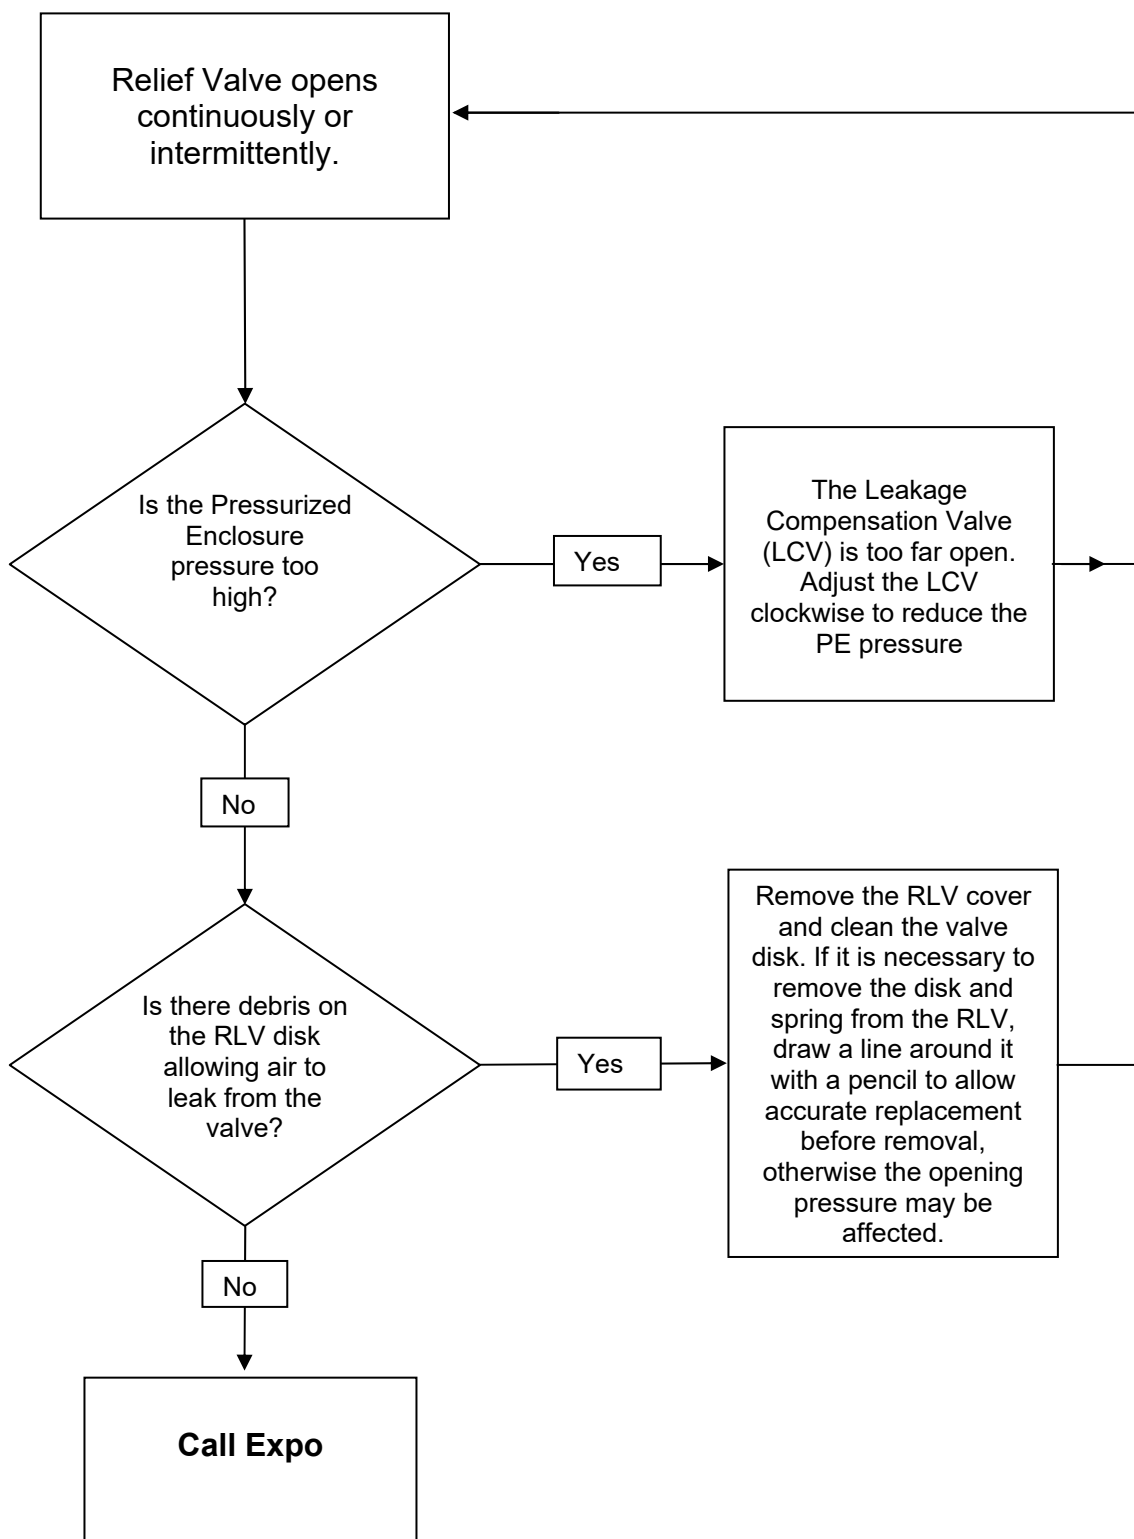 Relief Valve opens
continuously or
intermittently.
Is the Pressurized
Enclosure
pressure too
high?
Yes
The Leakage
Compensation Valve
(LCV) is too far open.
Adjust the LCV
clockwise to reduce the
PE pressure
No
Is there debris on
the RLV disk
allowing air to
leak from the
valve?
Yes
Remove the RLV cover
and clean the valve
disk. If it is necessary to
remove the disk and
spring from the RLV,
draw a line around it
with a pencil to allow
accurate replacement
before removal,
otherwise the opening
pressure may be
affected.
No
Call Expo